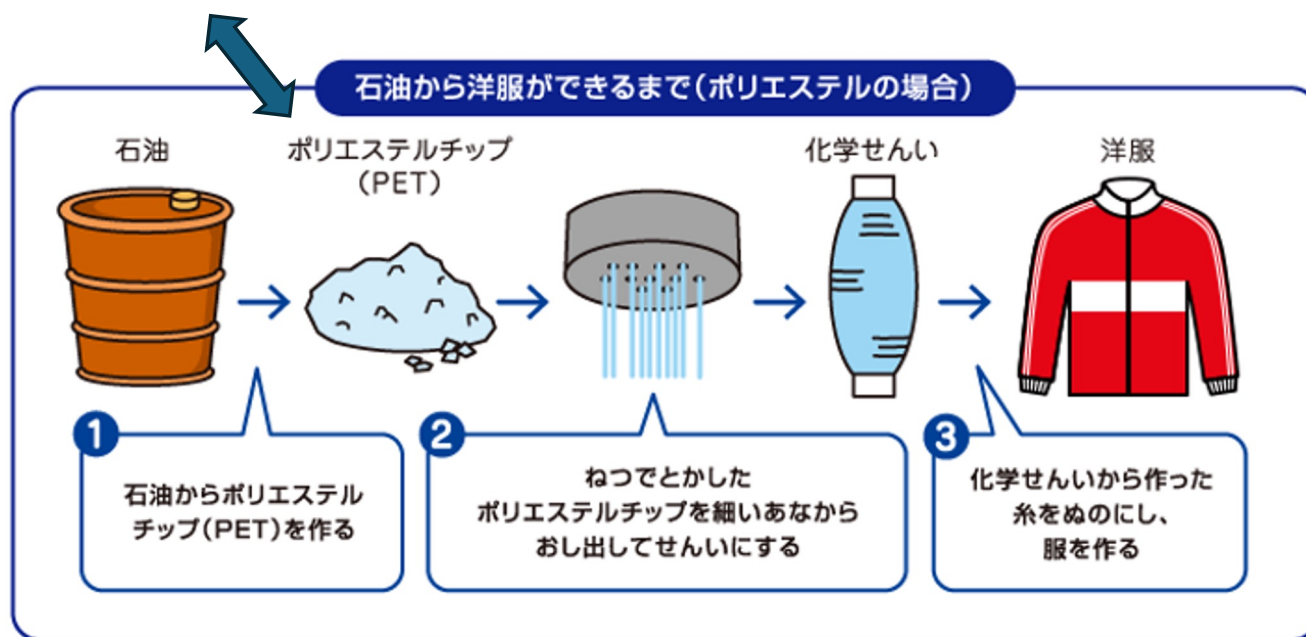 石油から洋服ができるまで(ポリエステルの場合)
石油
ポリエステルチップ
(PET)
化学せんい
洋服
1
石油からポリエステル
チップ(PET)を作る
2
ねつでとかした
ポリエステルチップを細いあなから
おし出してせんいにする
3
化学せんいから作った
糸をぬのにし、
服を作る